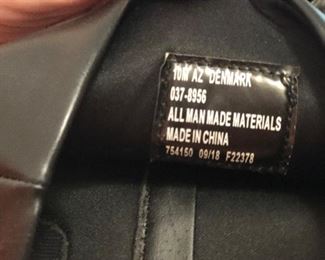 10M AZ DENMARK
037-8956
ALL MAN MADE MATERIALS
MADE IN CHINA
754150 09/18 F22378